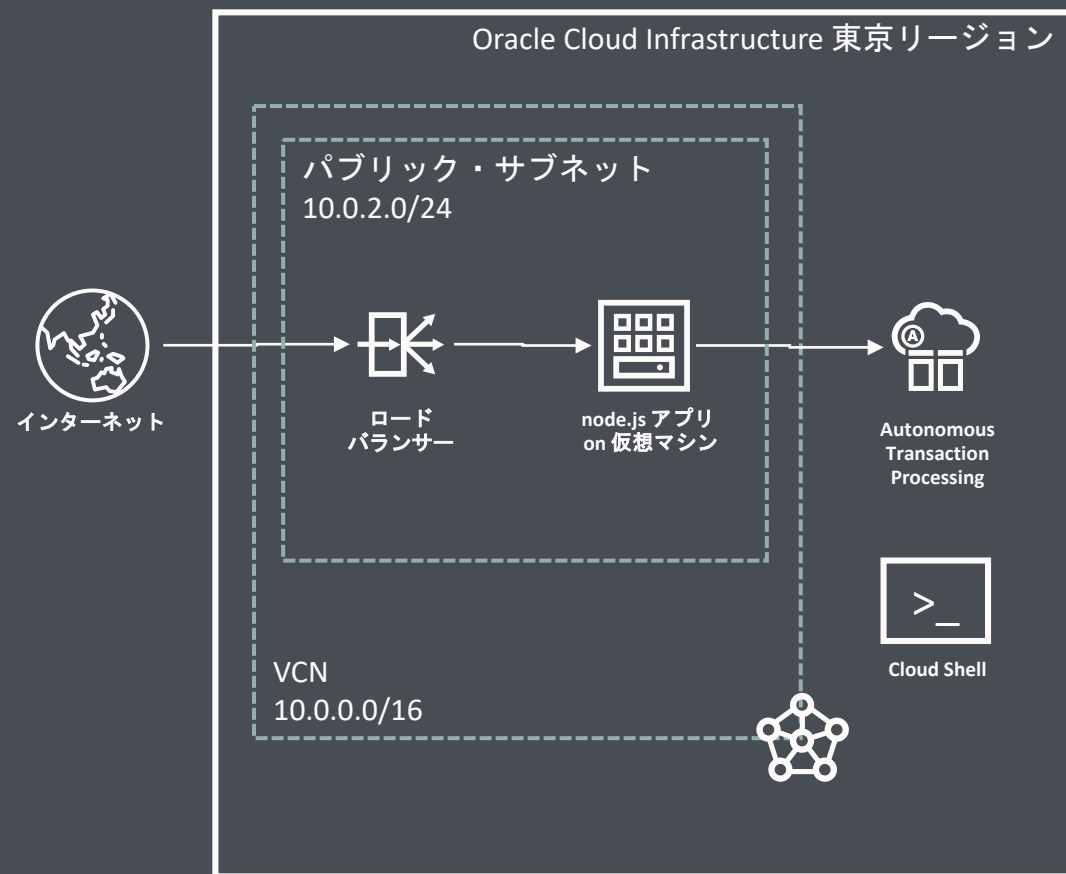 Oracle Cloud Infrastructure 東京リージョン
パブリック・サブネット
10.0.2.0/24
インターネット
ロード
バランサー
node.js アプリ
on 仮想マシン
A
Autonomous
Transaction
Processing
>_
Cloud Shell
VCN
10.0.0.0/16